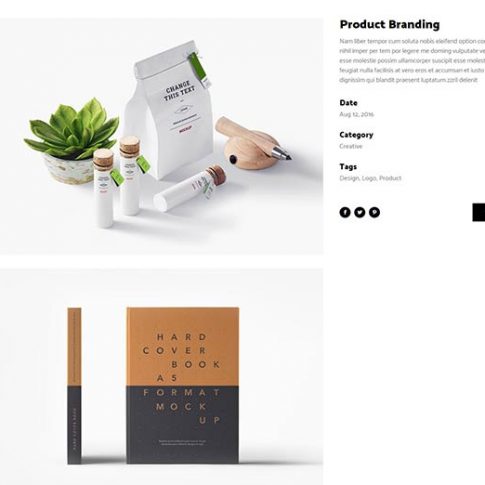 Product Branding
Nam liber tempor cum soluta nobis eleifend option co
nihil imper per tem por legere me doming vulputate v
esse molestie possim ullamcorper suscipit esse molest
feugiat nulla facilisis at vero eros et accumsan et iusto
dignissim qui blandit praesent luptatum zzril delenit
Date
Aug 12, 2016
Category
Creative
Tags
Design, Logo, Product
CHANGE
THIS TEXT
MOCKUP
HARD
COVER
BOOK
A5
FORMAT
MOCK
UP